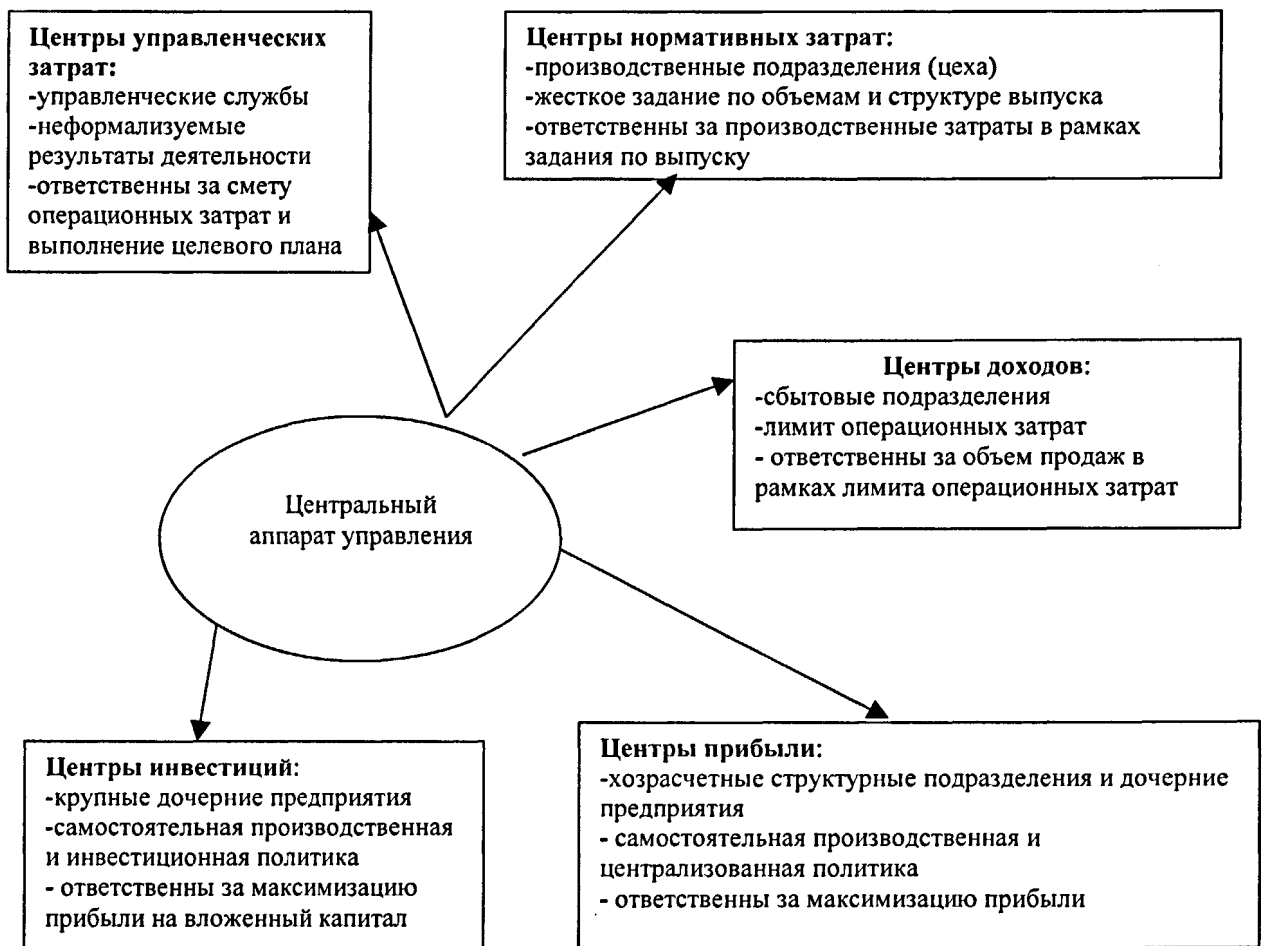 Центры управленческих
затрат:
-управленческие службы
-неформализуемые
результаты деятельности
-ответственны за смету
операционных затрат и
выполнение целевого плана
Центры нормативных затрат:
-производственные подразделения (цеха)
-жесткое задание по объемам и структуре выпуска
-ответственны за производственные затраты в рамках
задания по выпуску
Центры доходов:
-сбытовые подразделения
-лимит операционных затрат
- ответственны за объем продаж в
рамках лимита операционных затрат
Центральный
аппарат управления
Центры инвестиций:
-крупные дочерние предприятия
-самостоятельная производственная
и инвестиционная политика
- ответственны за максимизацию
прибыли на вложенный капитал
Центры прибыли:
-хозрасчетные структурные подразделения и дочерние
предприятия
- самостоятельная производственная и
централизованная политика
- ответственны за максимизацию прибыли